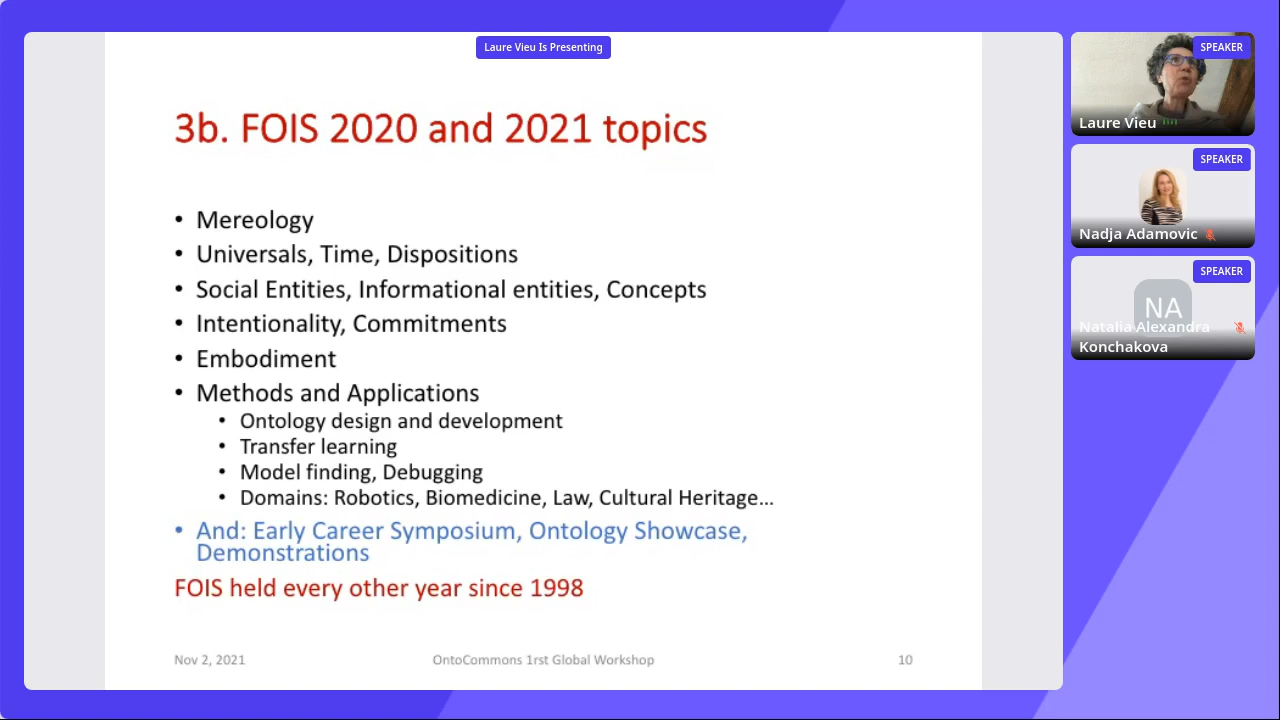 Laure Vieu Is Presenting
3b. FOIS 2020 and 2021 topics
• Mereology
• Universals, Time, Dispositions
• Social Entities, Informational entities, Concepts
• Intentionality, Commitments
• Embodiment
• Methods and Applications
• Ontology design and development
• Transfer learning
• Model finding, Debugging
• Domains: Robotics, Biomedicine, Law, Cultural Heritage...
• And: Early Career Symposium, Ontology Showcase,
Demonstrations
FOIS held every other year since 1998
Nov 2, 2021
OntoCommons 1rst Global Workshop
10
SPEAKER
Laure Vieu
SPEAKER
Nadja Adamovic
SPEAKER
NA
Natalia Alexandra
Konchakova